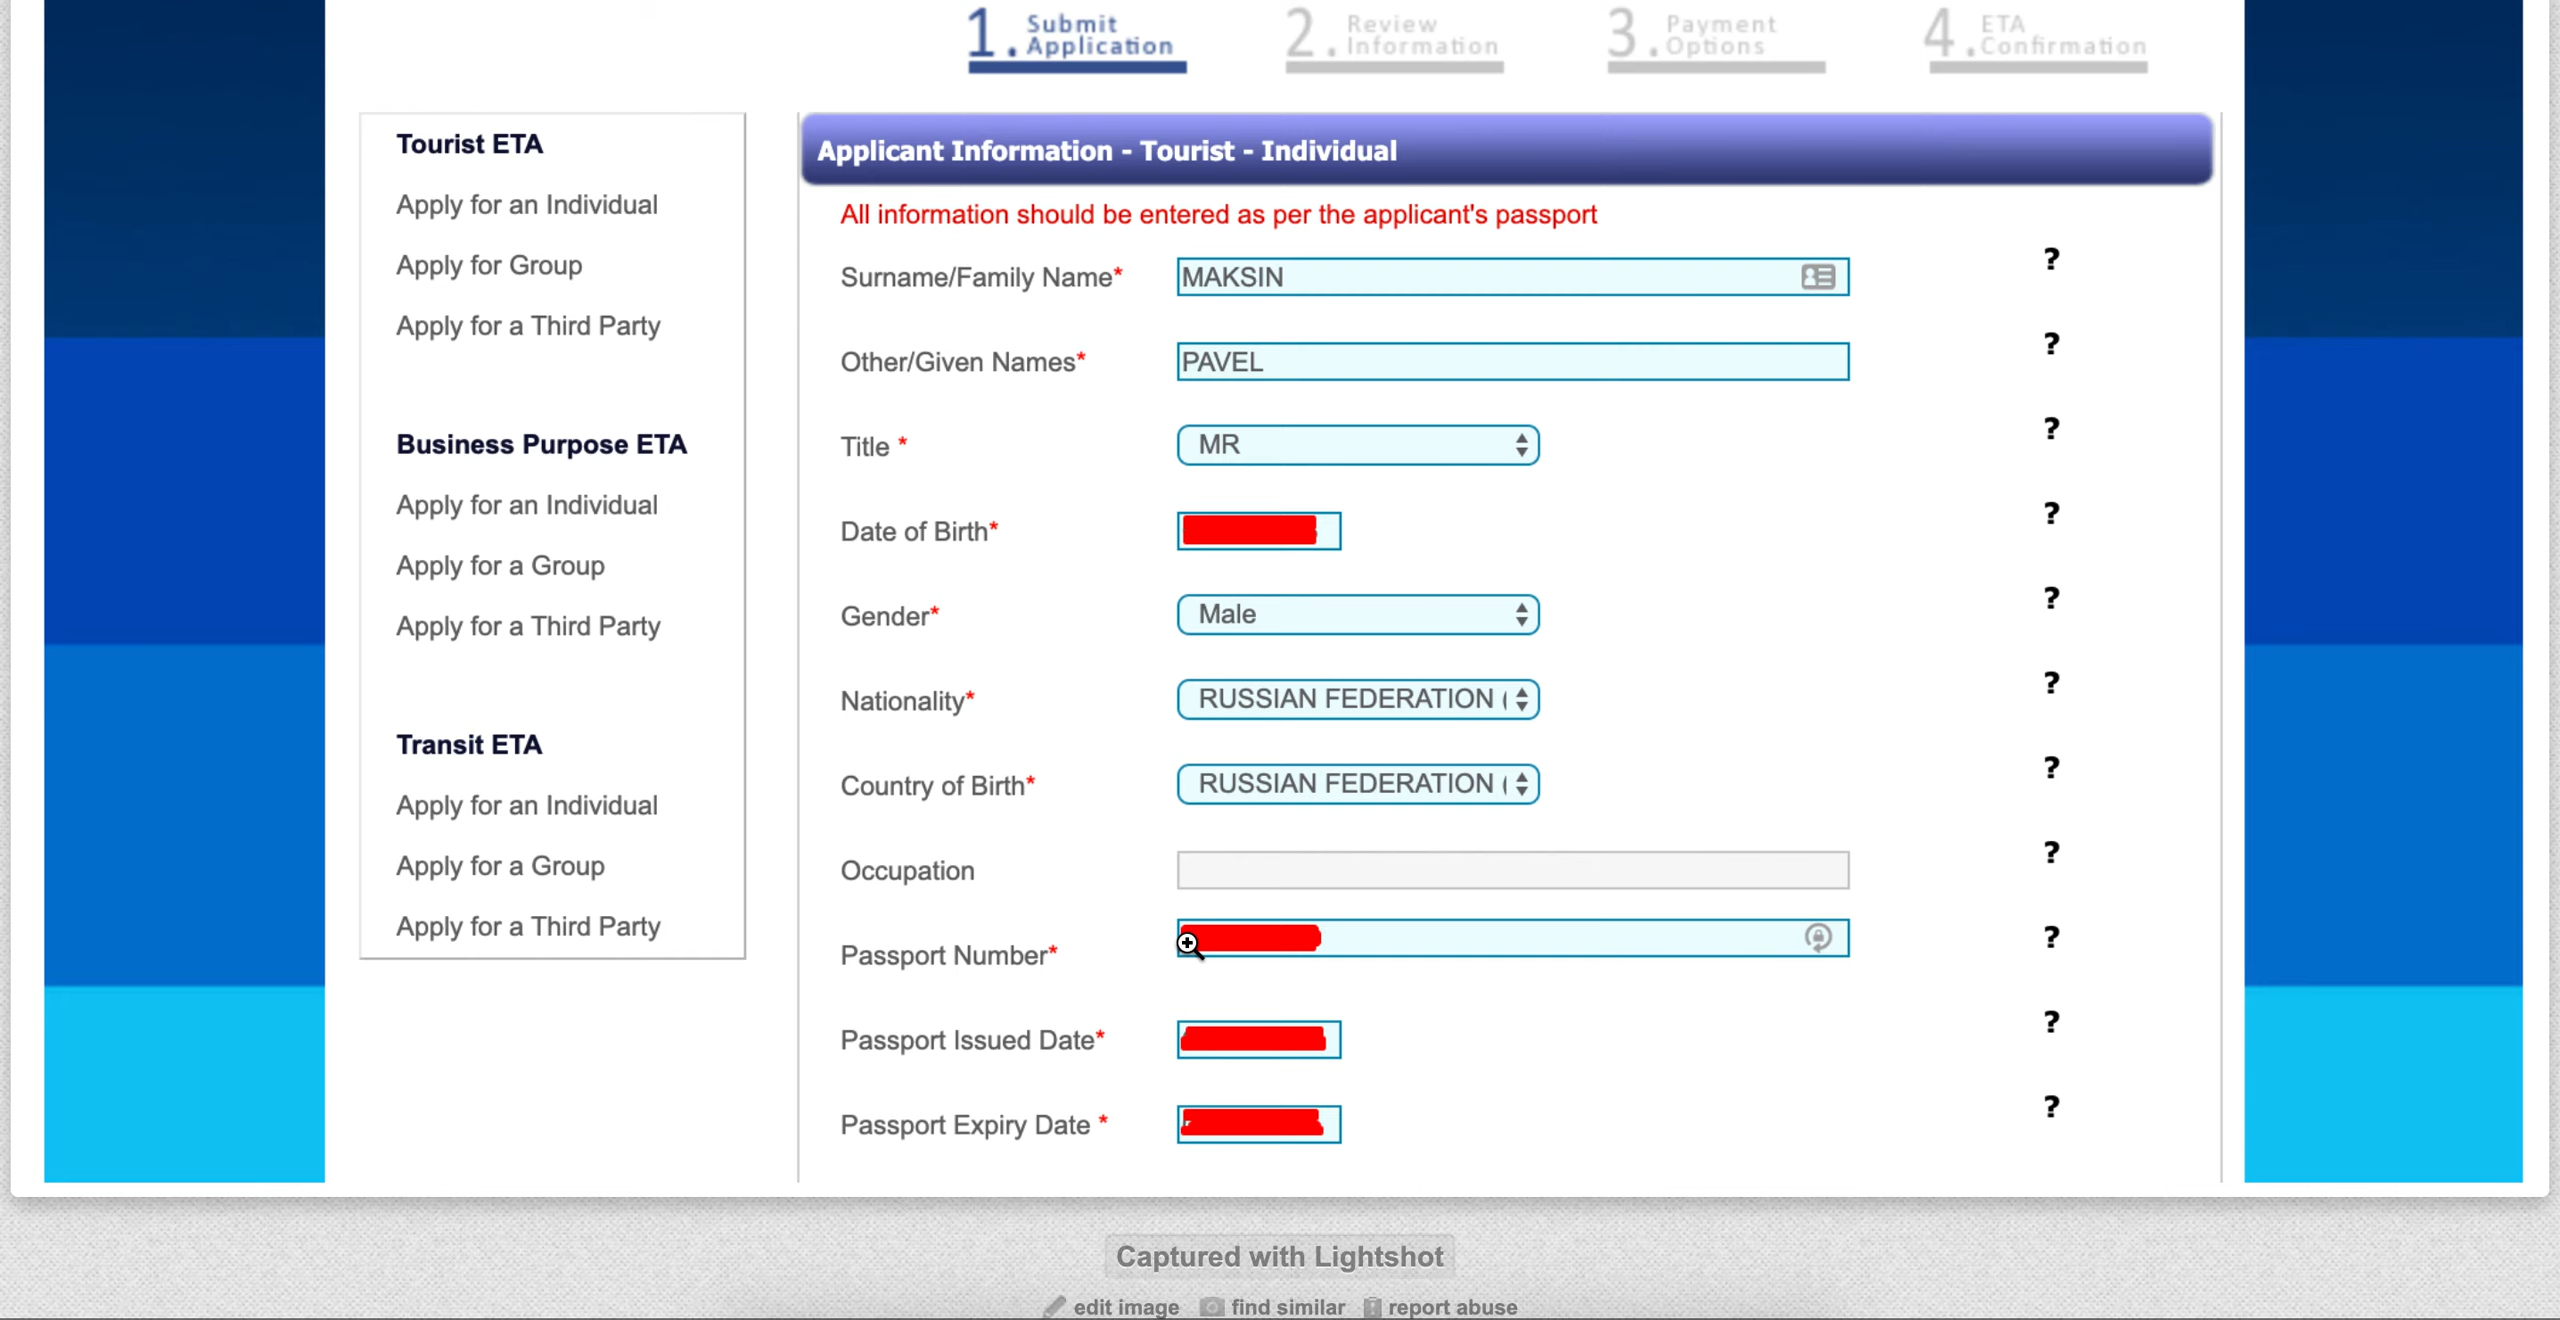 1. Submit Application
2. Review Information
3. Payment Options
4. ETA Confirmation
Tourist ETA
Apply for an Individual
Apply for Group
Apply for a Third Party
Business Purpose ETA
Apply for an Individual
Apply for a Group
Apply for a Third Party
Transit ETA
Apply for an Individual
Apply for a Group
Apply for a Third Party
Applicant Information - Tourist - Individual
All information should be entered as per the applicant's passport
Surname/Family Name* MAKSIN ?
Other/Given Names* PAVEL ?
Title * MR ?
Date of Birth* ?
Gender* Male ?
Nationality* RUSSIAN FEDERATION ( ?
Country of Birth* RUSSIAN FEDERATION ( ?
Occupation ?
Passport Number* ?
Passport Issued Date* ?
Passport Expiry Date * ?
Captured with Lightshot
edit image find similar report abuse